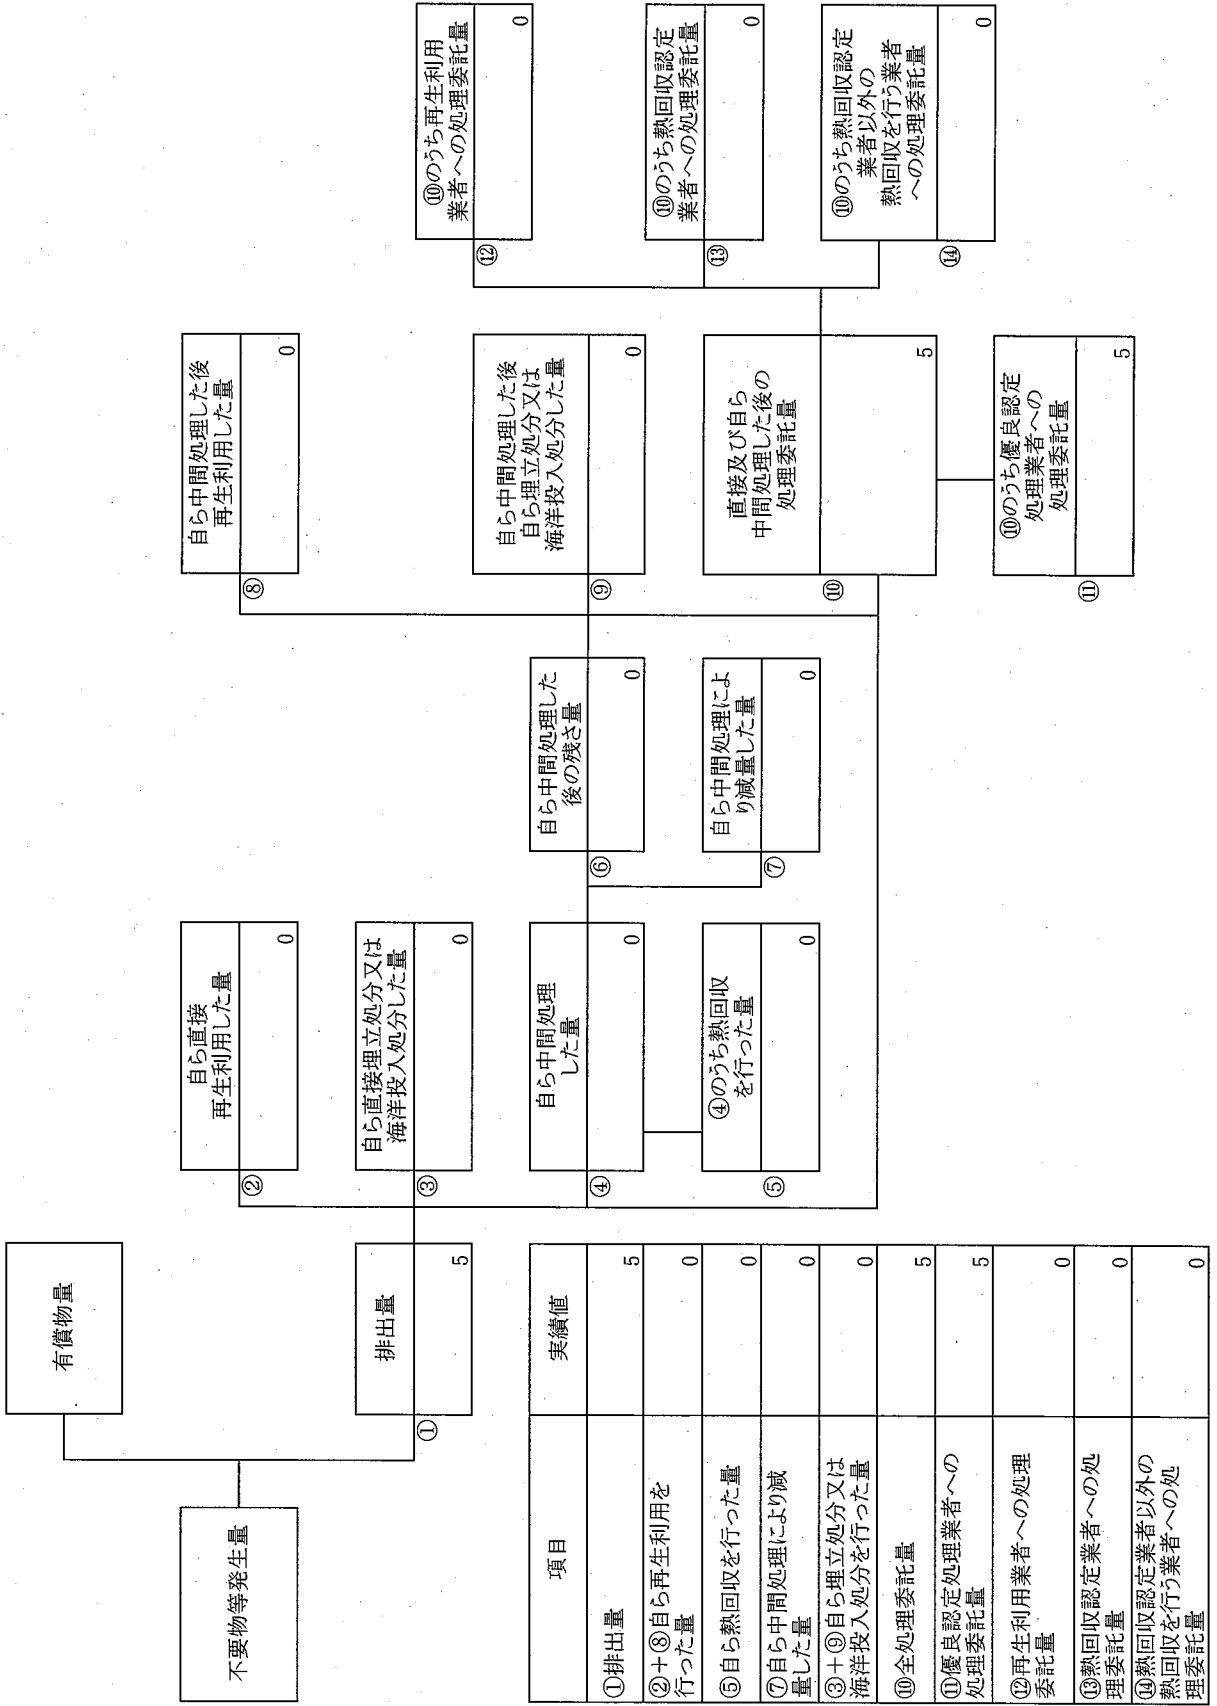 不要物等発生量
有償物量
排出量
①
5
自ら直接
再生利用した量
②
0
自ら直接埋立処分又は
海洋投入処分した量
③
0
自ら中間処理
した量
④
0
④のうち熱回収
を行った量
⑤
0
自ら中間処理した
後の残さ量
⑥
0
自ら中間処理によ
り減量した量
⑦
0
自ら中間処理した後
再生利用した量
⑧
0
自ら中間処理した後
自ら埋立処分又は
海洋投入処分した量
⑨
0
直接及び自ら
中間処理した後の
処理委託量
⑩
5
⑩のうち優良認定
処理業者への
処理委託量
⑪
5
⑩のうち再生利用
業者への処理委託量
⑫
0
⑩のうち熱回収認定
業者への処理委託量
⑬
0
⑩のうち熱回収認定
業者以外の
熱回収を行う業者
への処理委託量
⑭
0
項目 実績値
①排出量 5
②+⑧自ら再生利用を
行った量 0
⑤自ら熱回収を行った量 0
⑦自ら中間処理により減
量した量 0
③+⑨自ら埋立処分又は
海洋投入処分を行った量 0
⑩全処理委託量 5
⑪優良認定処理業者への
処理委託量 5
⑫再生利用業者への処理
委託量 0
⑬熱回収認定業者への処
理委託量 0
⑭熱回収認定業者以外の
熱回収を行う業者への処
理委託量 0